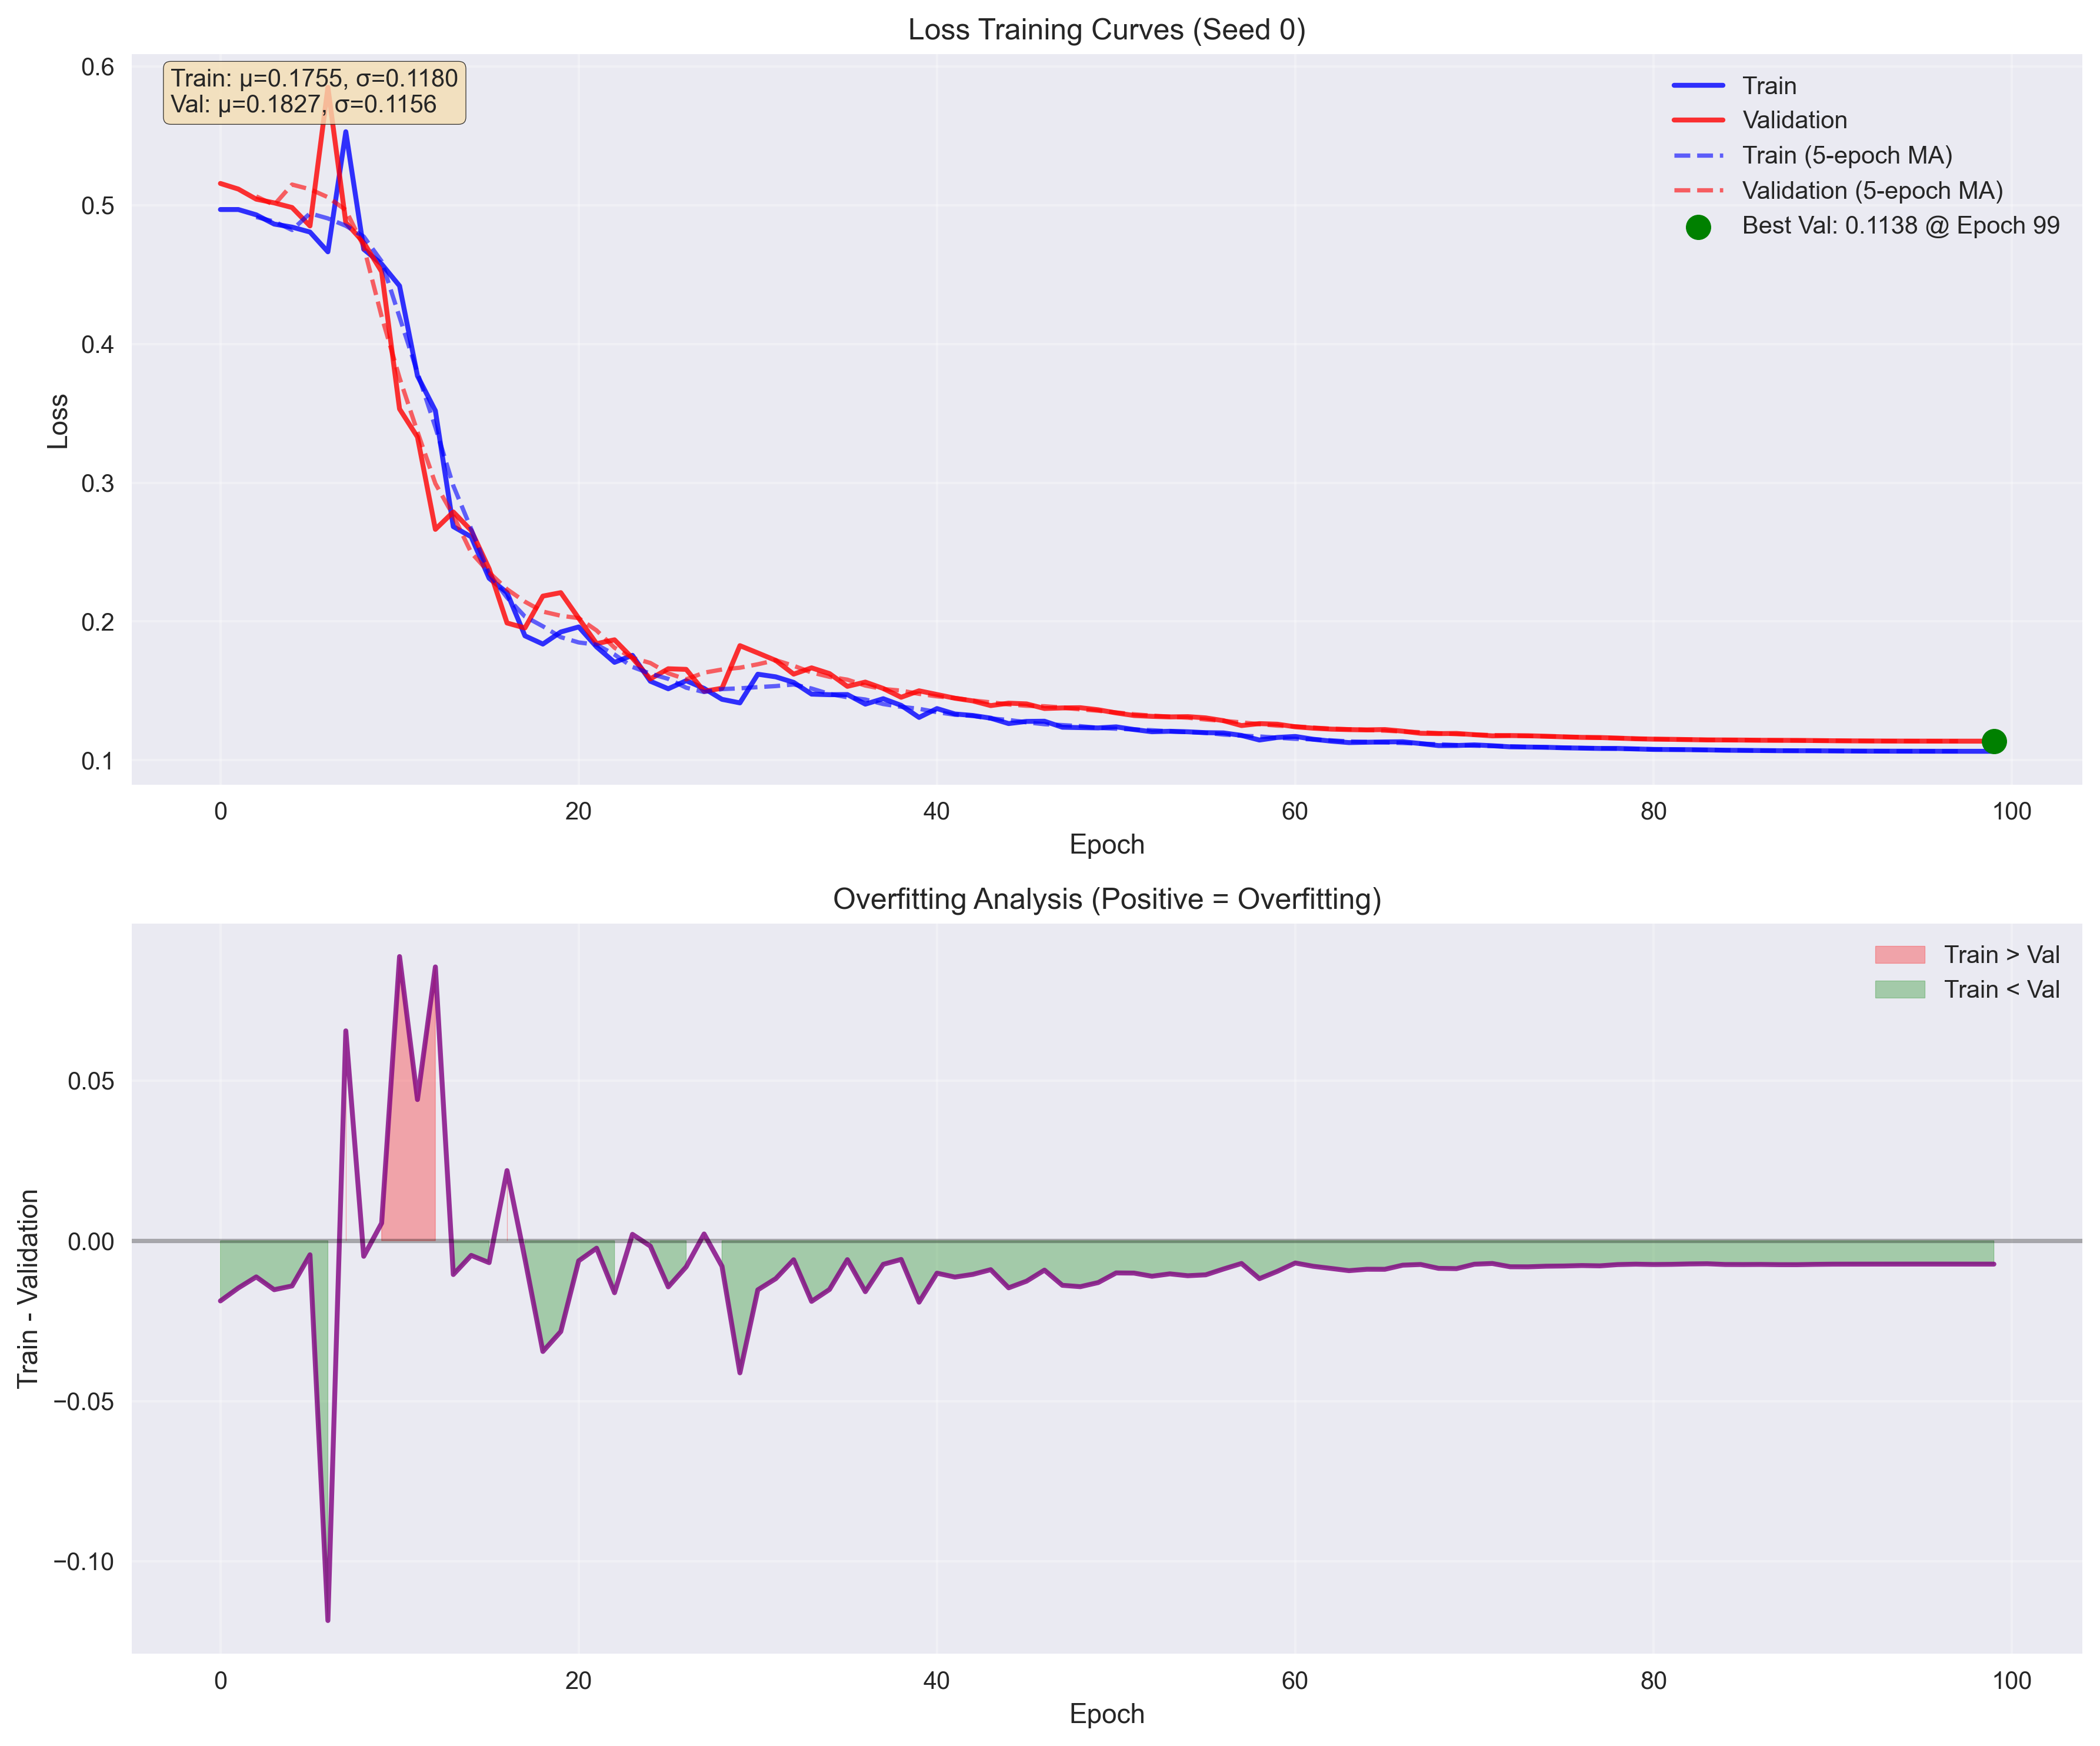 Loss Training Curves (Seed 0)
Train: μ=0.1755, σ=0.1180
Val: μ=0.1827, σ=0.1156
Train
Validation
Train (5-epoch MA)
Validation (5-epoch MA)
Best Val: 0.1138 @ Epoch 99
Loss
0.6
0.5
0.4
0.3
0.2
0.1
0 20 40 60 80 100
Epoch
Overfitting Analysis (Positive = Overfitting)
Train > Val
Train < Val
Train - Validation
0.05
0.00
−0.05
−0.10
0 20 40 60 80 100
Epoch